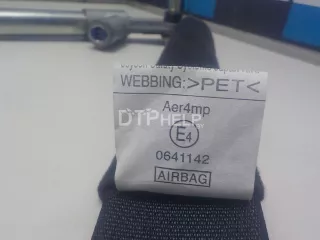 WEBBING:>PET<
Aer4mp
DTPHELP
E4
0641142
AIRBAG